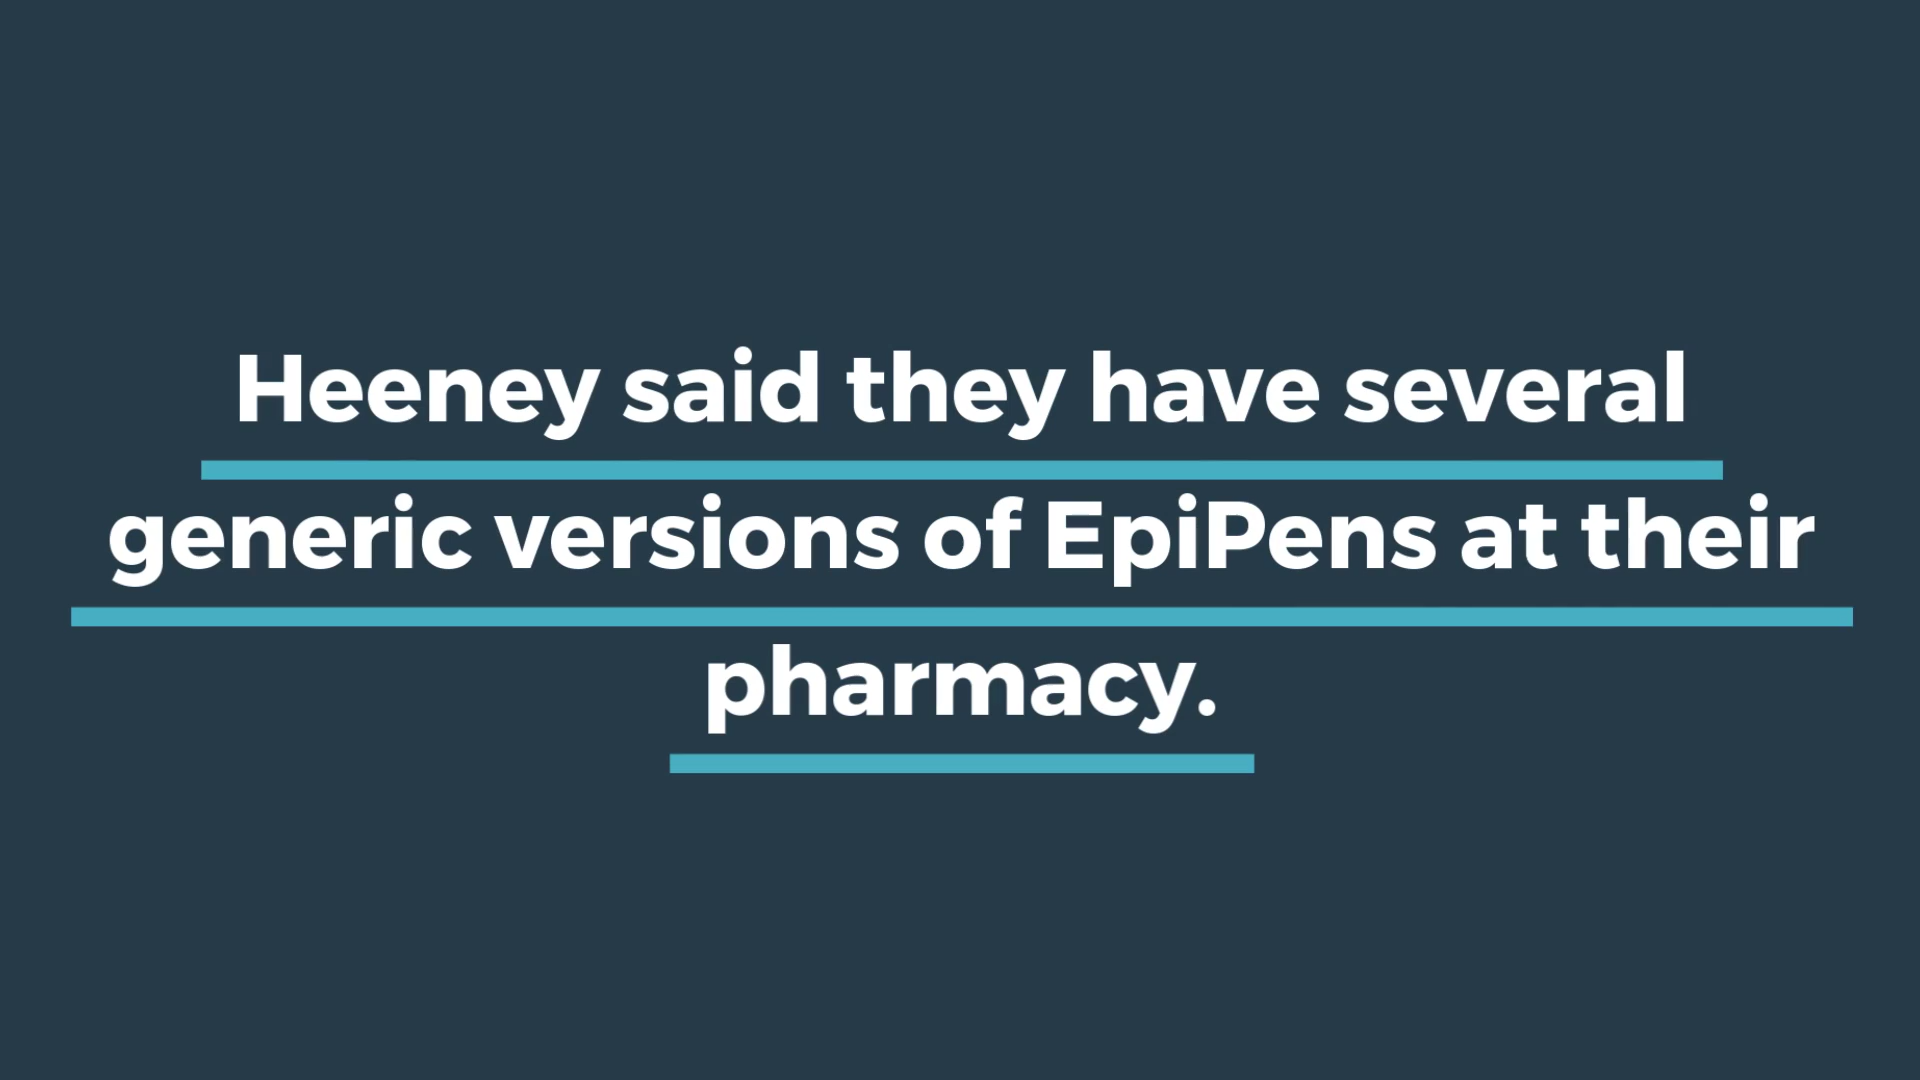 Heeney said they have several
generic versions of EpiPens at their
pharmacy.